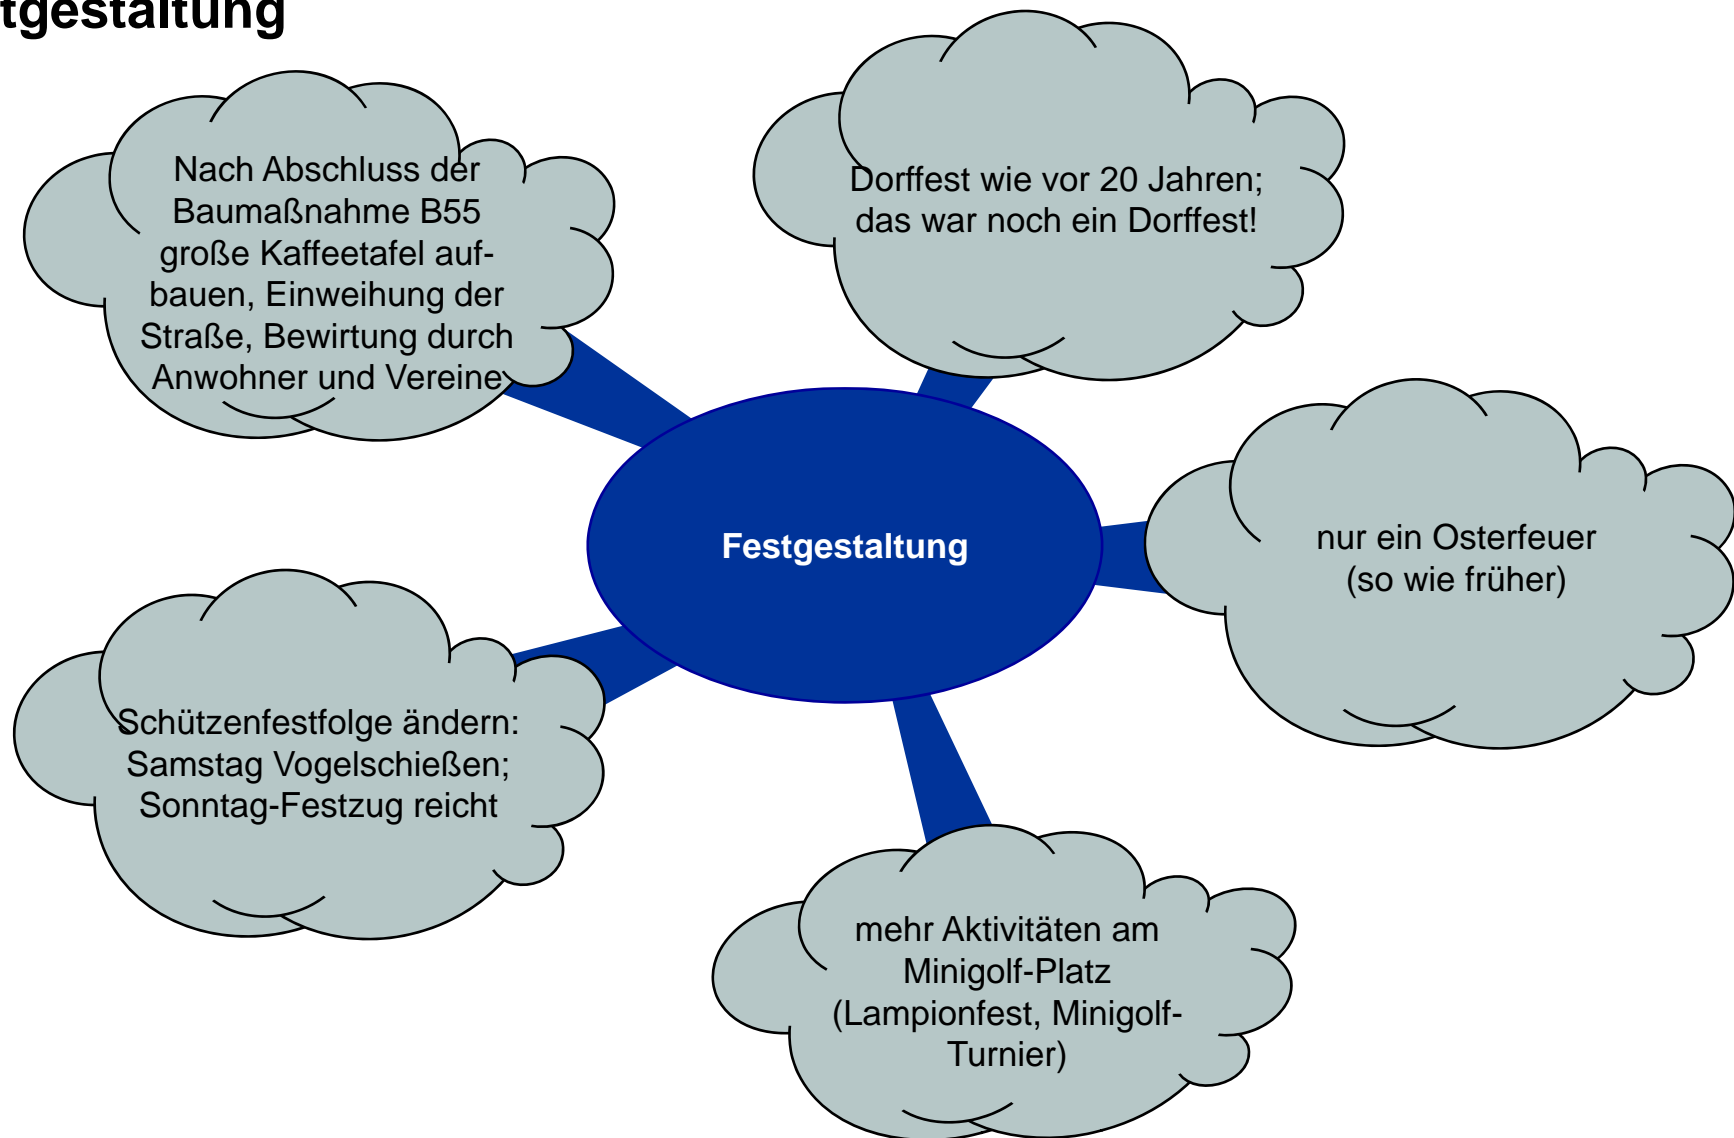 tgestaltung
Nach Abschluss der
Baumaßnahme B55
große Kaffeetafel auf-
bauen, Einweihung der
Straße, Bewirtung durch
Anwohner und Vereine
Dorffest wie vor 20 Jahren;
das war noch ein Dorffest!
Festgestaltung
nur ein Osterfeuer
(so wie früher)
Schützenfestfolge ändern:
Samstag Vogelschießen;
Sonntag-Festzug reicht
mehr Aktivitäten am
Minigolf-Platz
(Lampionfest, Minigolf-
Turnier)